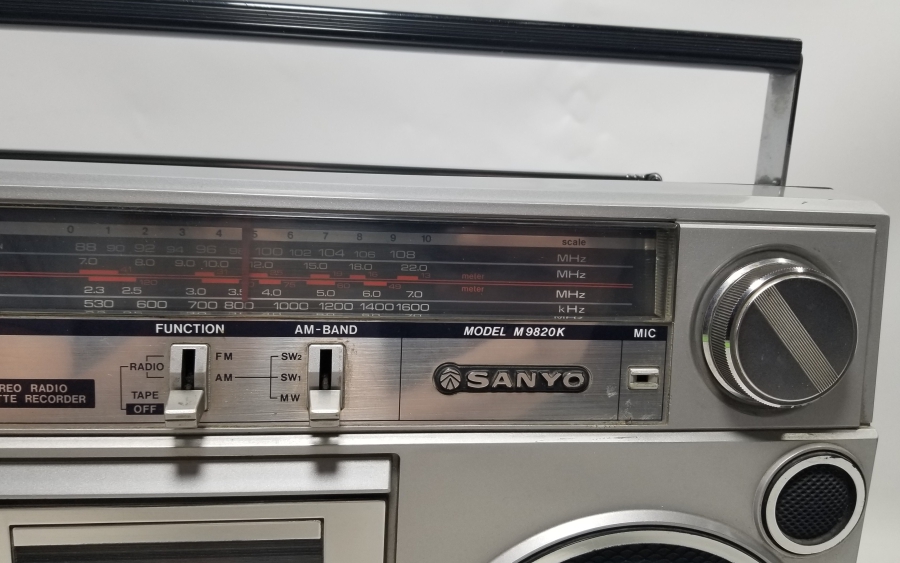 0 1 2 3 4 5 6 7 8 9 10 scale
88 90 92 94 96 100 102 104 106 108 MHz
7.0 8.0 9.0 10.0 12.0 15.0 18.0 22.0 MHz
meter
meter
2.3 2.5 3.0 3.5 4.0 5.0 6.0 7.0 MHz
530 600 700 800 1000 1200 1400 1600 kHz
FUNCTION AM-BAND MODEL M9820K MIC
FM SW2
RADIO
AM SW1
SANYO
TAPE MW
OFF
REO RADIO
TTE RECORDER